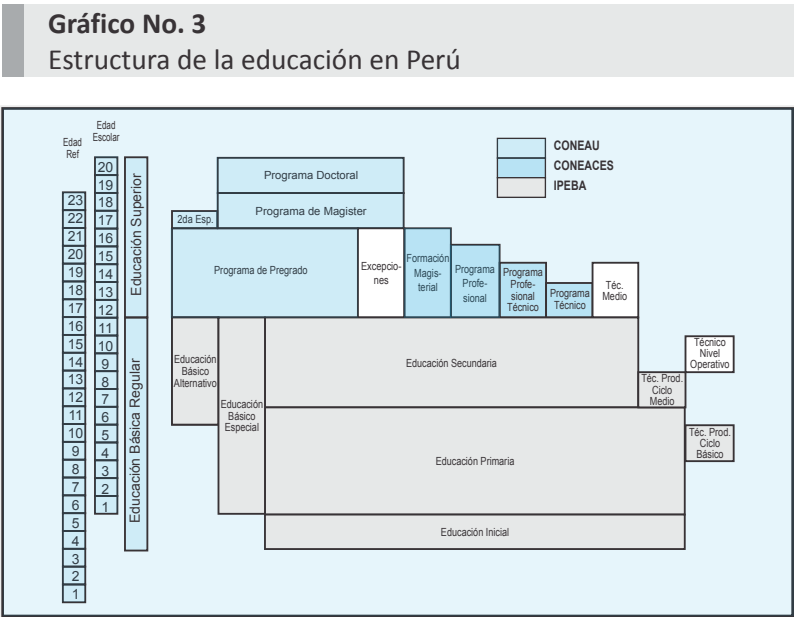 Gráfico No. 3
Estructura de la educación en Perú
Edad
Ref
Edad
Escolar
23
22
21
20
19
18
17
16
15
14
13
12
11
10
9
8
7
6
5
4
3
2
1
20
19
18
17
16
15
14
13
12
11
10
9
8
7
6
5
4
3
2
1
Educación Superior
Educación Básica Regular
CONEAU
CONEACES
IPEBA
Programa Doctoral
2da Esp.
Programa de Magister
Programa de Pregrado
Excepcio-
nes
Formación
Magis-
terial
Programa
Profe-
sional
Programa
Profe-
sional
Técnico
Programa
Técnico
Téc.
Medio
Educación
Básico
Alternativo
Educación
Básico
Especial
Educación Secundaria
Técnico
Nivel
Operativo
Téc. Prod.
Ciclo
Medio
Educación Primaria
Téc. Prod.
Ciclo
Básico
Educación Inicial